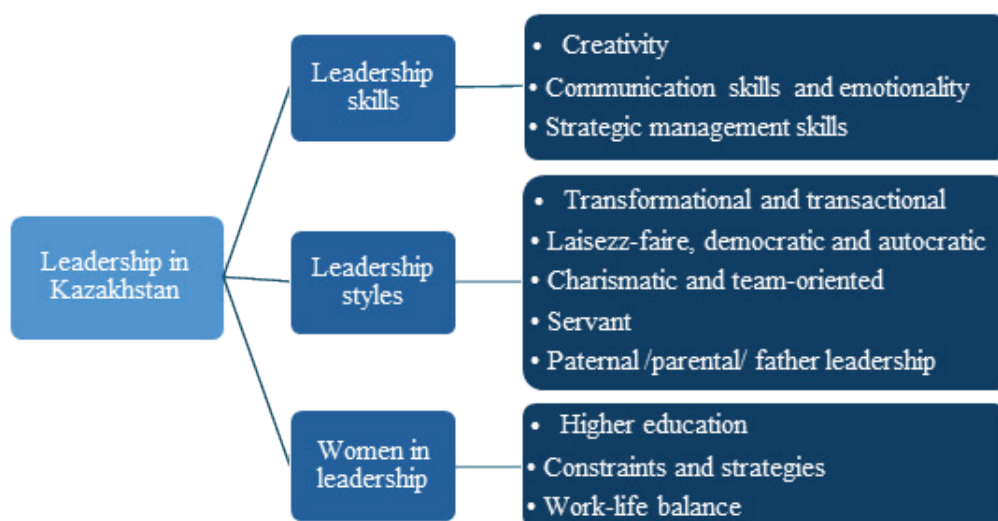 Leadership in
Kazakhstan
Leadership
skills
• Creativity
• Communication skills and emotionality
• Strategic management skills
Leadership
styles
• Transformational and transactional
• Laisezz-faire, democratic and autocratic
• Charismatic and team-oriented
• Servant
• Paternal /parental/ father leadership
Women in
leadership
• Higher education
• Constraints and strategies
• Work-life balance